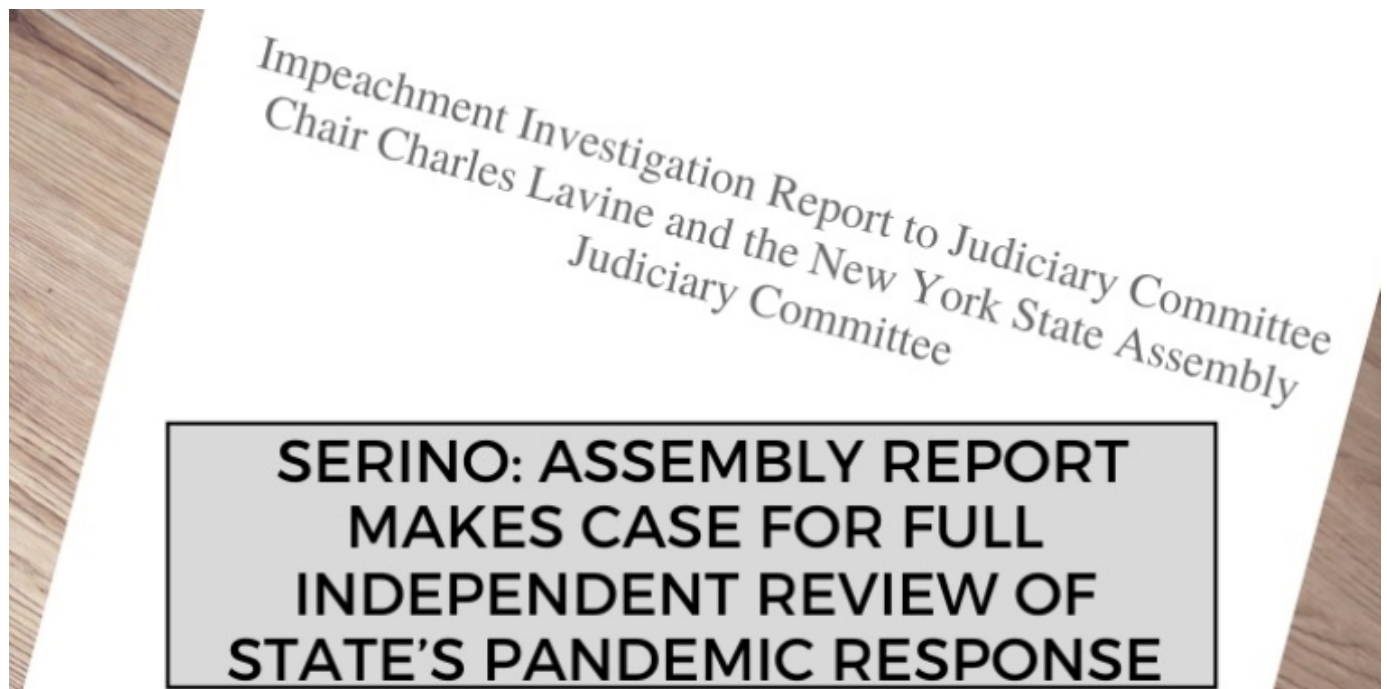 Impeachment Investigation Report to Judiciary Committee
Chair Charles Lavine and the New York State Assembly
Judiciary Committee
SERINO: ASSEMBLY REPORT
MAKES CASE FOR FULL
INDEPENDENT REVIEW OF
STATE'S PANDEMIC RESPONSE